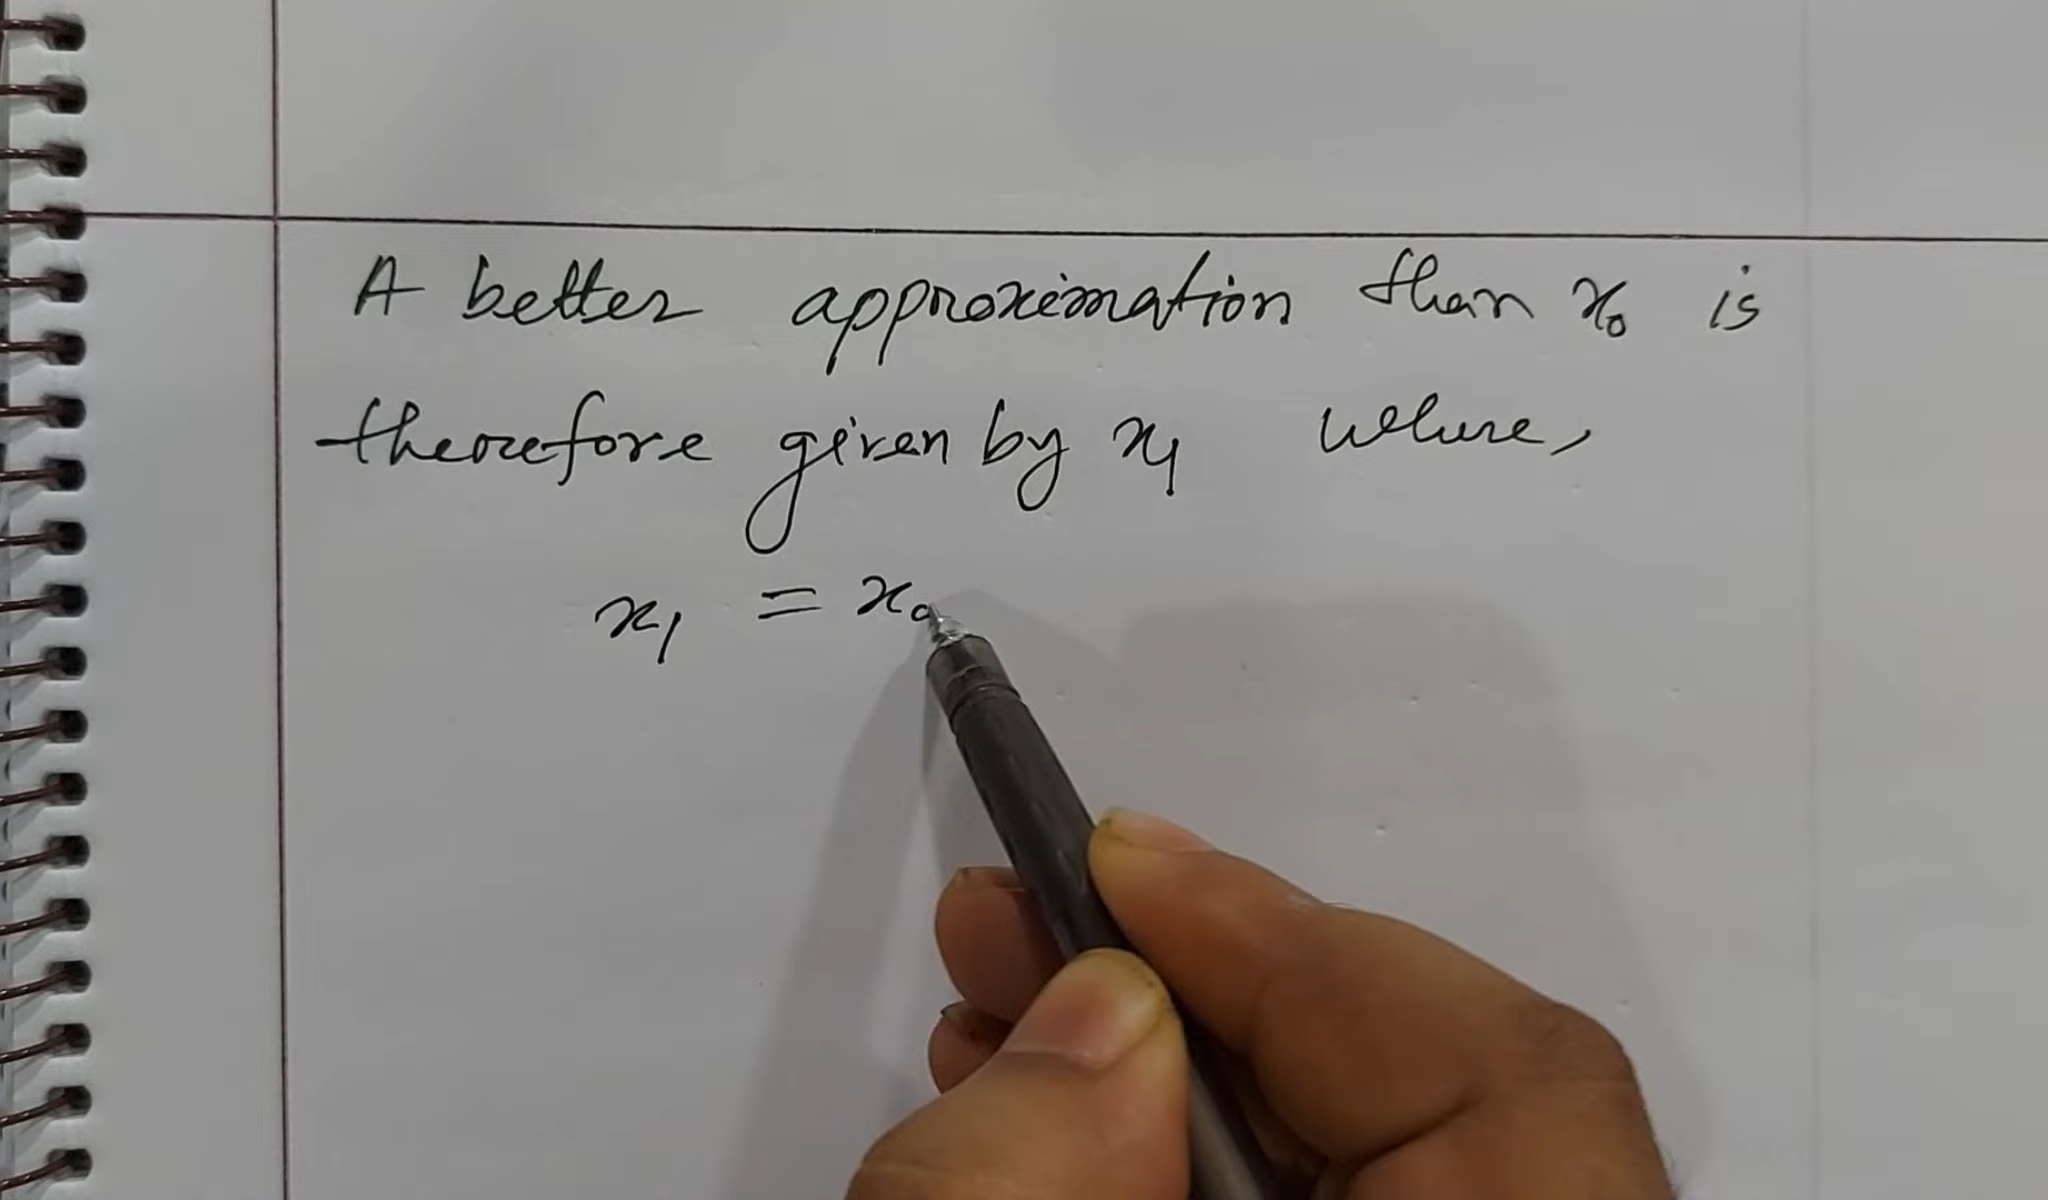 A better approximation than x₀ is
therefore given by x₁ where,
x₁ = x₀